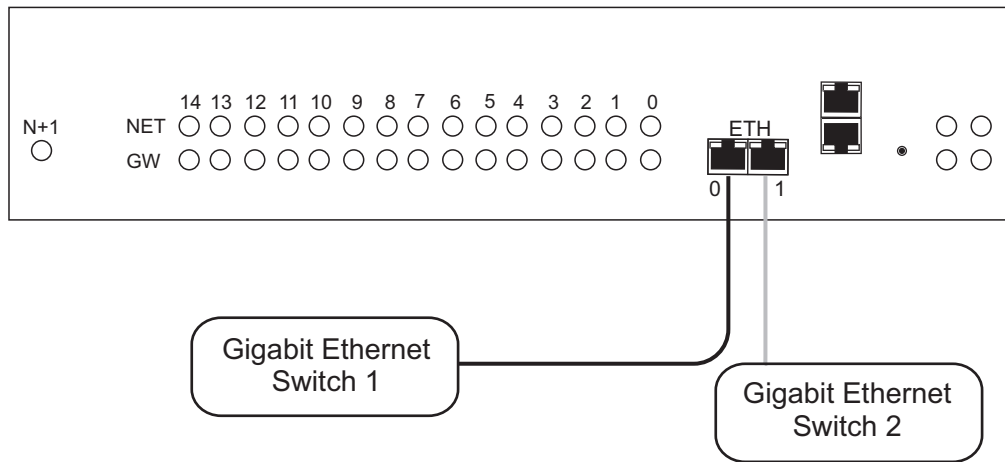 14 13 12 11 10 9 8 7 6 5 4 3 2 1 0
N+1
NET
ETH
GW
0 1
Gigabit Ethernet
Switch 1
Gigabit Ethernet
Switch 2